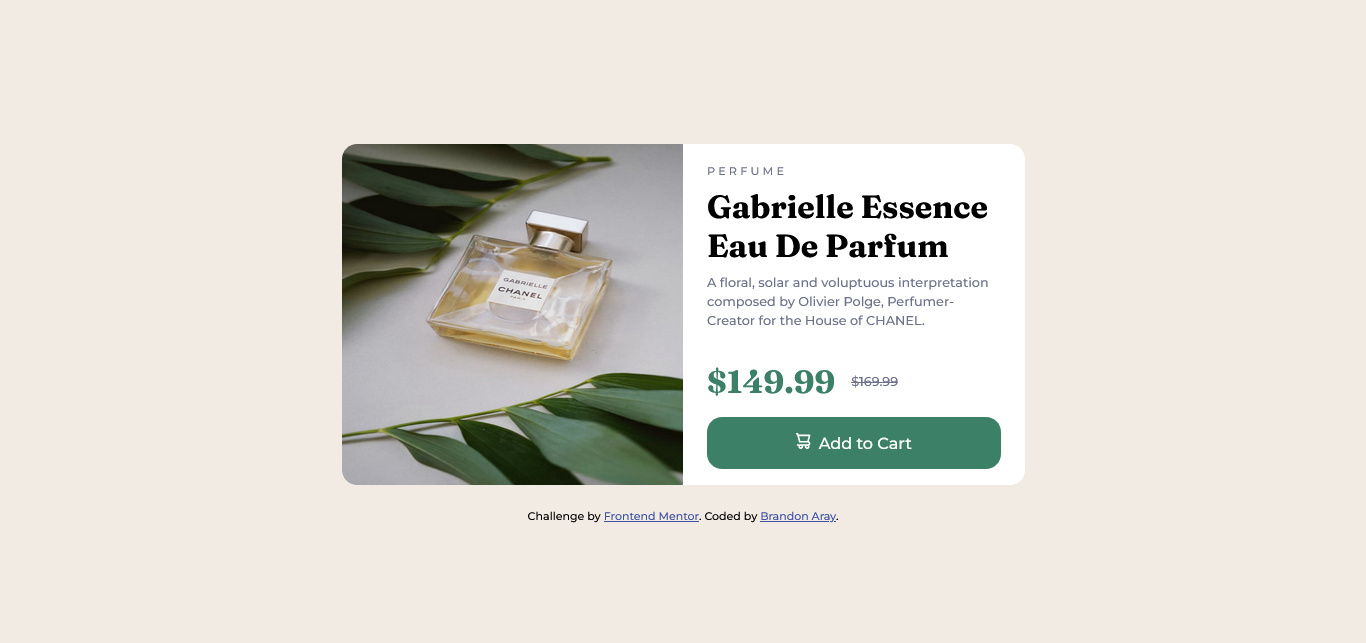 GABRIELLE
CHANEL
PARIS
PERFUME
Gabrielle Essence
Eau De Parfum
A floral, solar and voluptuous interpretation
composed by Olivier Polge, Perfumer-
Creator for the House of CHANEL.
$149.99 $169.99
Add to Cart
Challenge by Frontend Mentor. Coded by Brandon Aray.